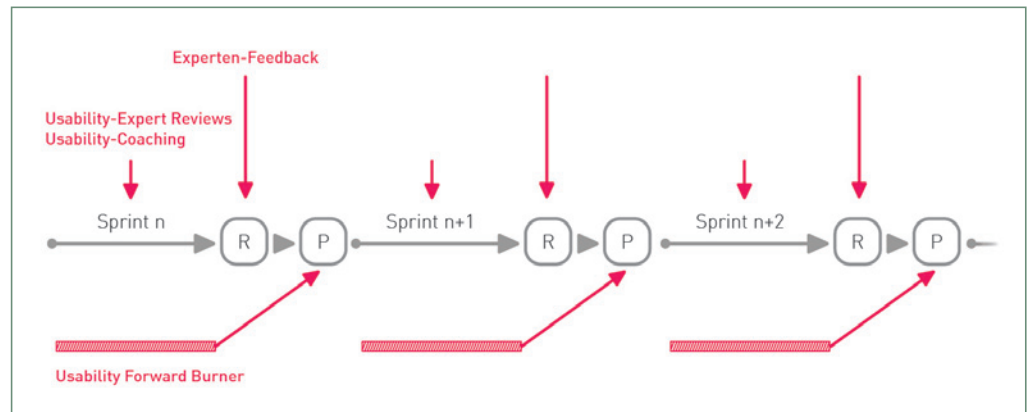 Experten-Feedback
Usability-Expert Reviews
Usability-Coaching
Sprint n
R
P
Sprint n+1
R
P
Sprint n+2
R
P
Usability Forward Burner